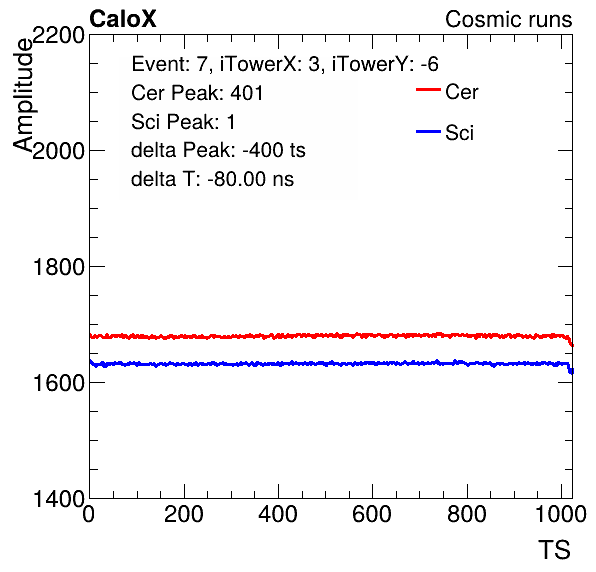 CaloX Cosmic runs
Amplitude
2200
2000
1800
1600
1400
Event: 7, iTowerX: 3, iTowerY: -6
Cer Peak: 401
Sci Peak: 1
delta Peak: -400 ts
delta T: -80.00 ns
Cer
Sci
0 200 400 600 800 1000
TS